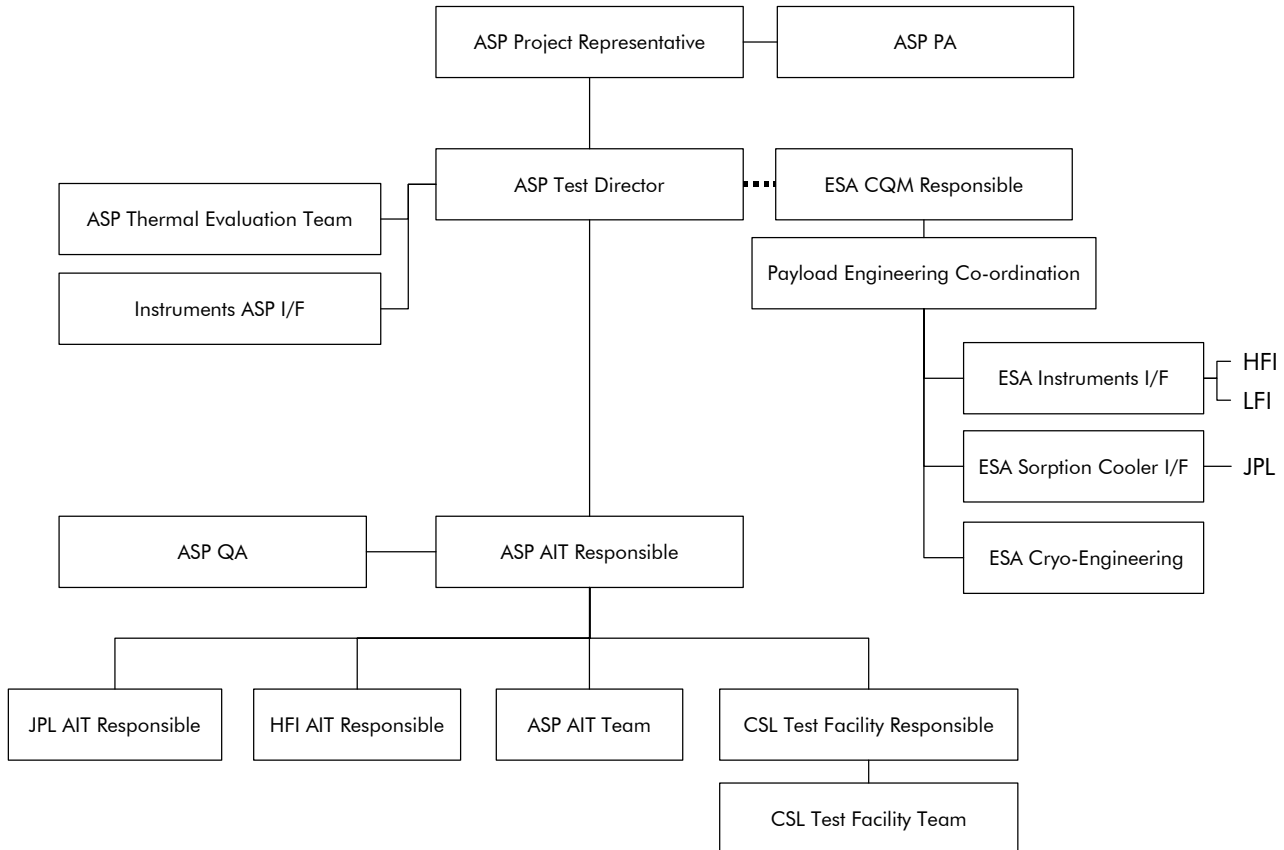 ASP Project Representative
ASP PA
ASP Test Director
ESA CQM Responsible
ASP Thermal Evaluation Team
Payload Engineering Co-ordination
Instruments ASP I/F
ESA Instruments I/F
HFI
LFI
ESA Sorption Cooler I/F
JPL
ASP QA
ASP AIT Responsible
ESA Cryo-Engineering
JPL AIT Responsible
HFI AIT Responsible
ASP AIT Team
CSL Test Facility Responsible
CSL Test Facility Team